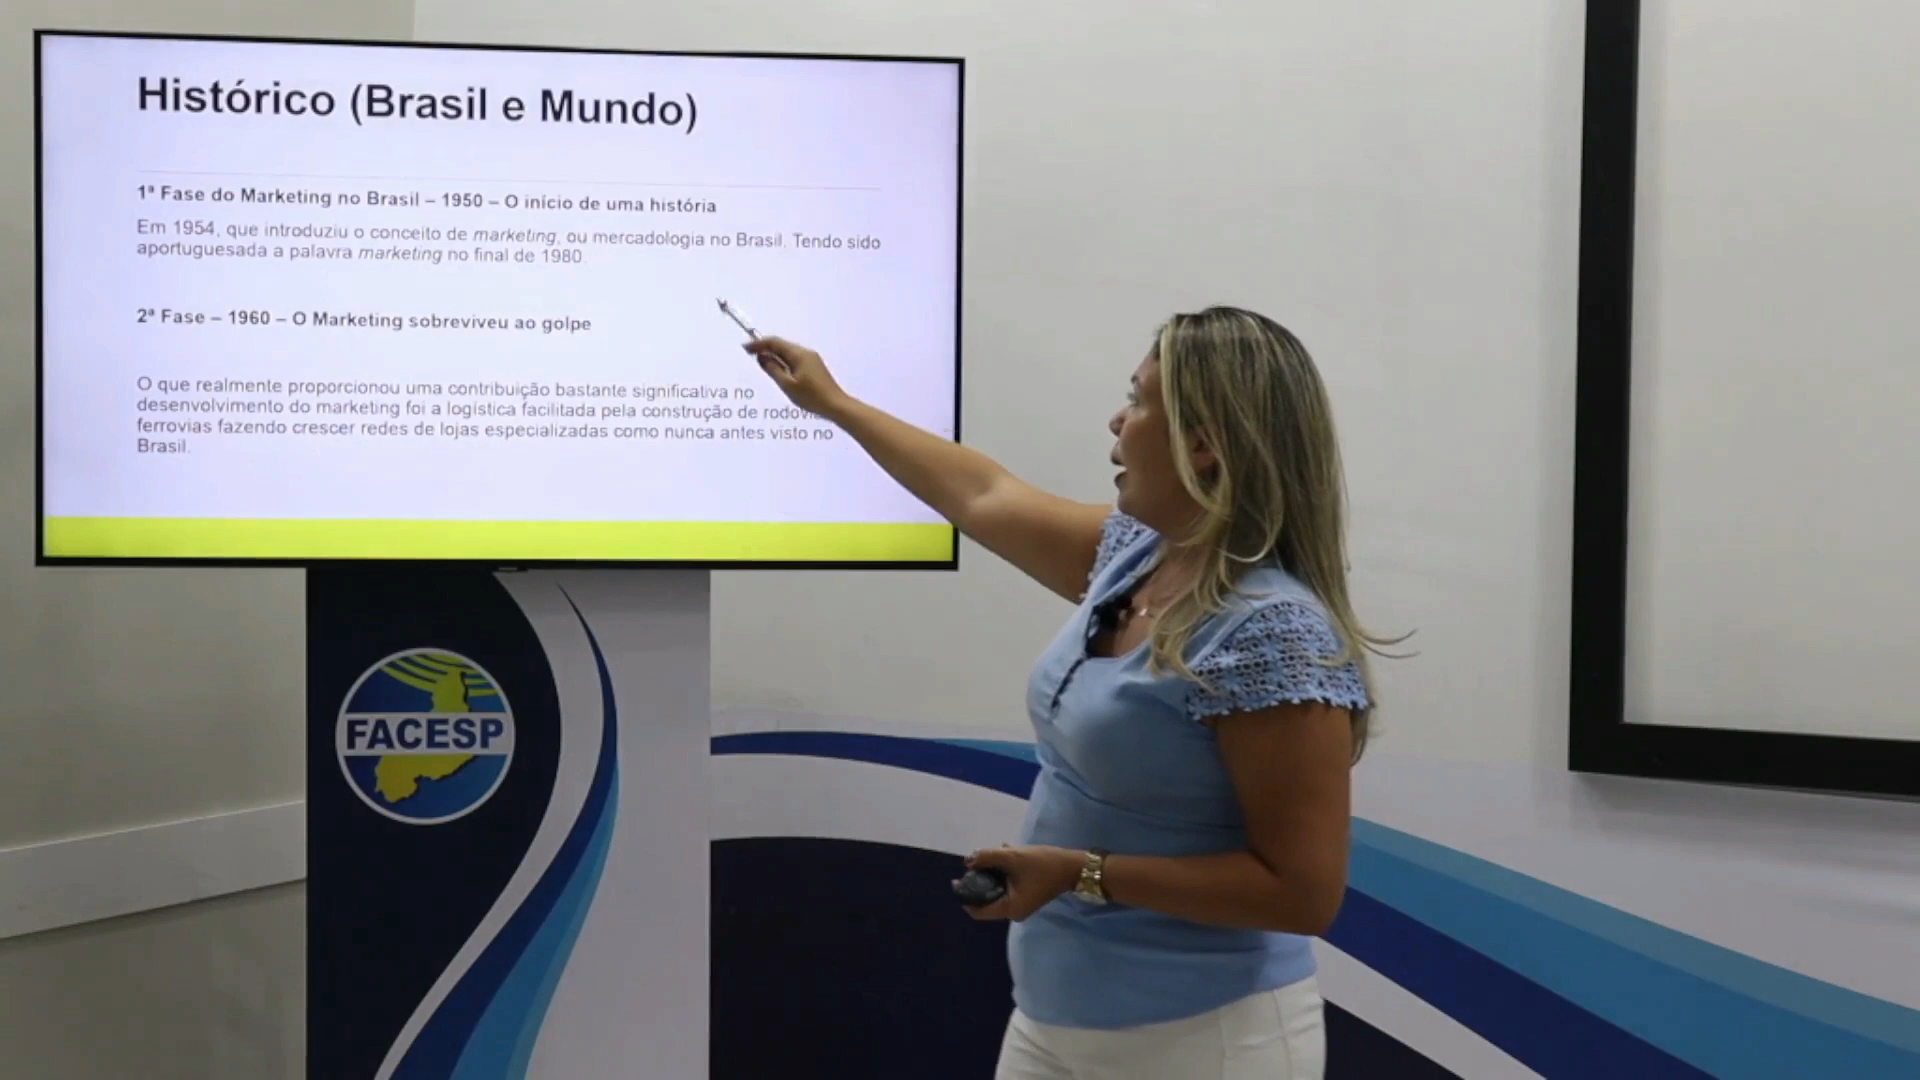 Histórico (Brasil e Mundo)
1ª Fase do Marketing no Brasil – 1950 – O início de uma história
Em 1954, que introduziu o conceito de marketing, ou mercadologia no Brasil. Tendo sido
aportuguesada a palavra marketing no final de 1980.
2ª Fase – 1960 – O Marketing sobreviveu ao golpe
O que realmente proporcionou uma contribuição bastante significativa no
desenvolvimento do marketing foi a logística facilitada pela construção de
ferrovias fazendo crescer redes de lojas especializadas como nunca antes visto no
Brasil.
FACESP